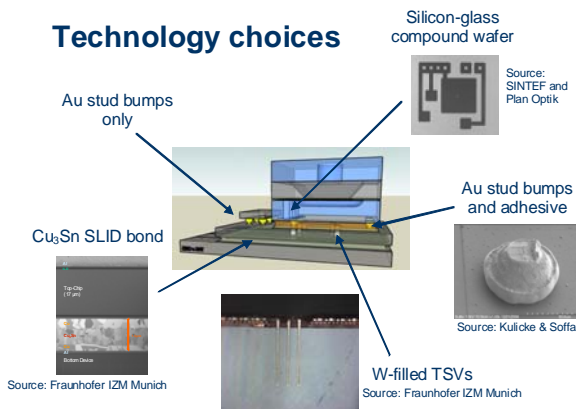 Technology choices
Silicon-glass
compound wafer
Source:
SINTEF and
Plan Optik
Au stud bumps
only
Au stud bumps
and adhesive
Source: Kulicke & Soffa
Cu₃Sn SLID bond
Top-Chip
(17 µm)
Bottom Device
Source: Fraunhofer IZM Munich
W-filled TSVs
Source: Fraunhofer IZM Munich